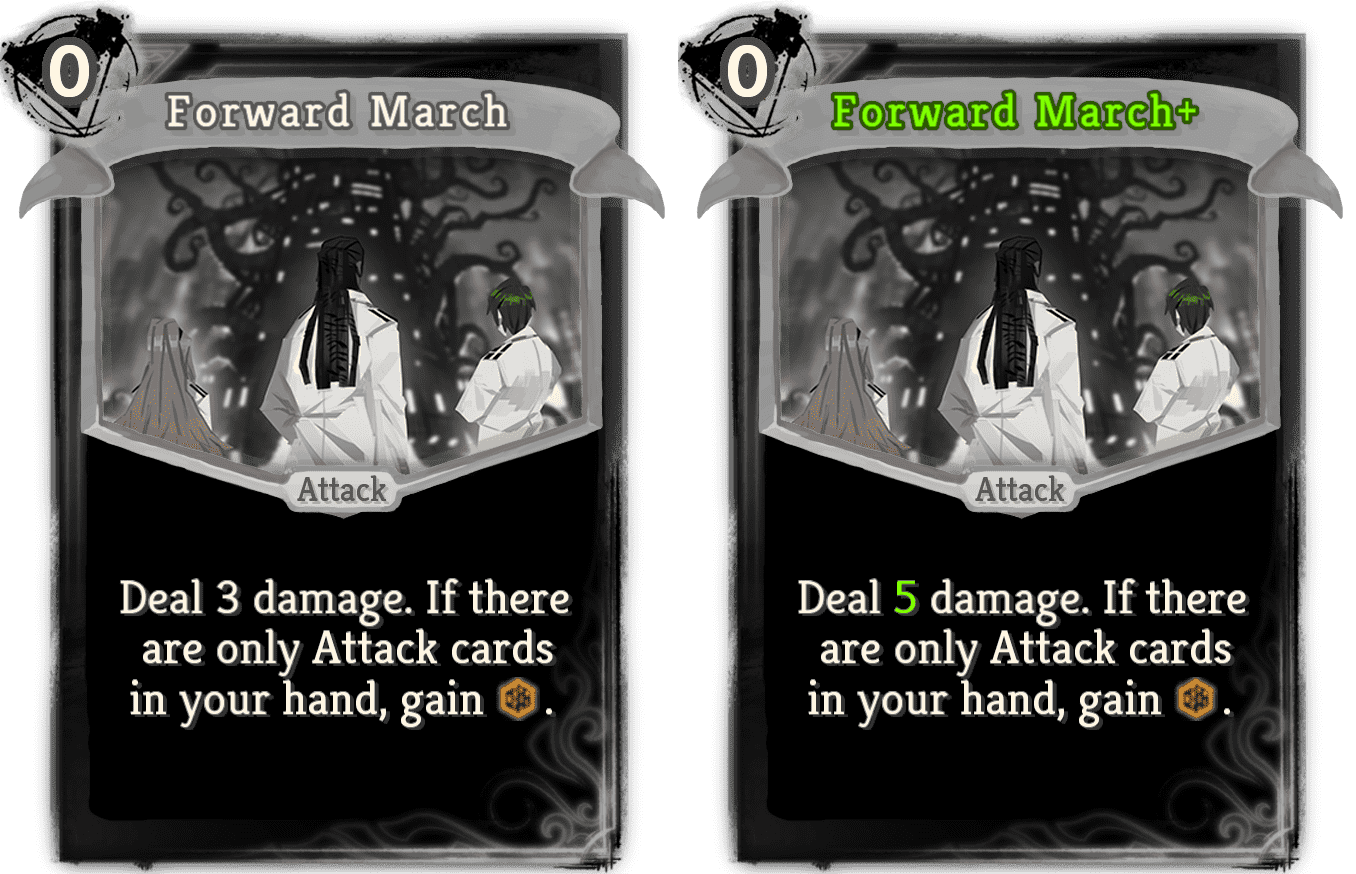 0
Forward March
Attack
Deal 3 damage. If there
are only Attack cards
in your hand, gain .
0
Forward March+
Attack
Deal 5 damage. If there
are only Attack cards
in your hand, gain .